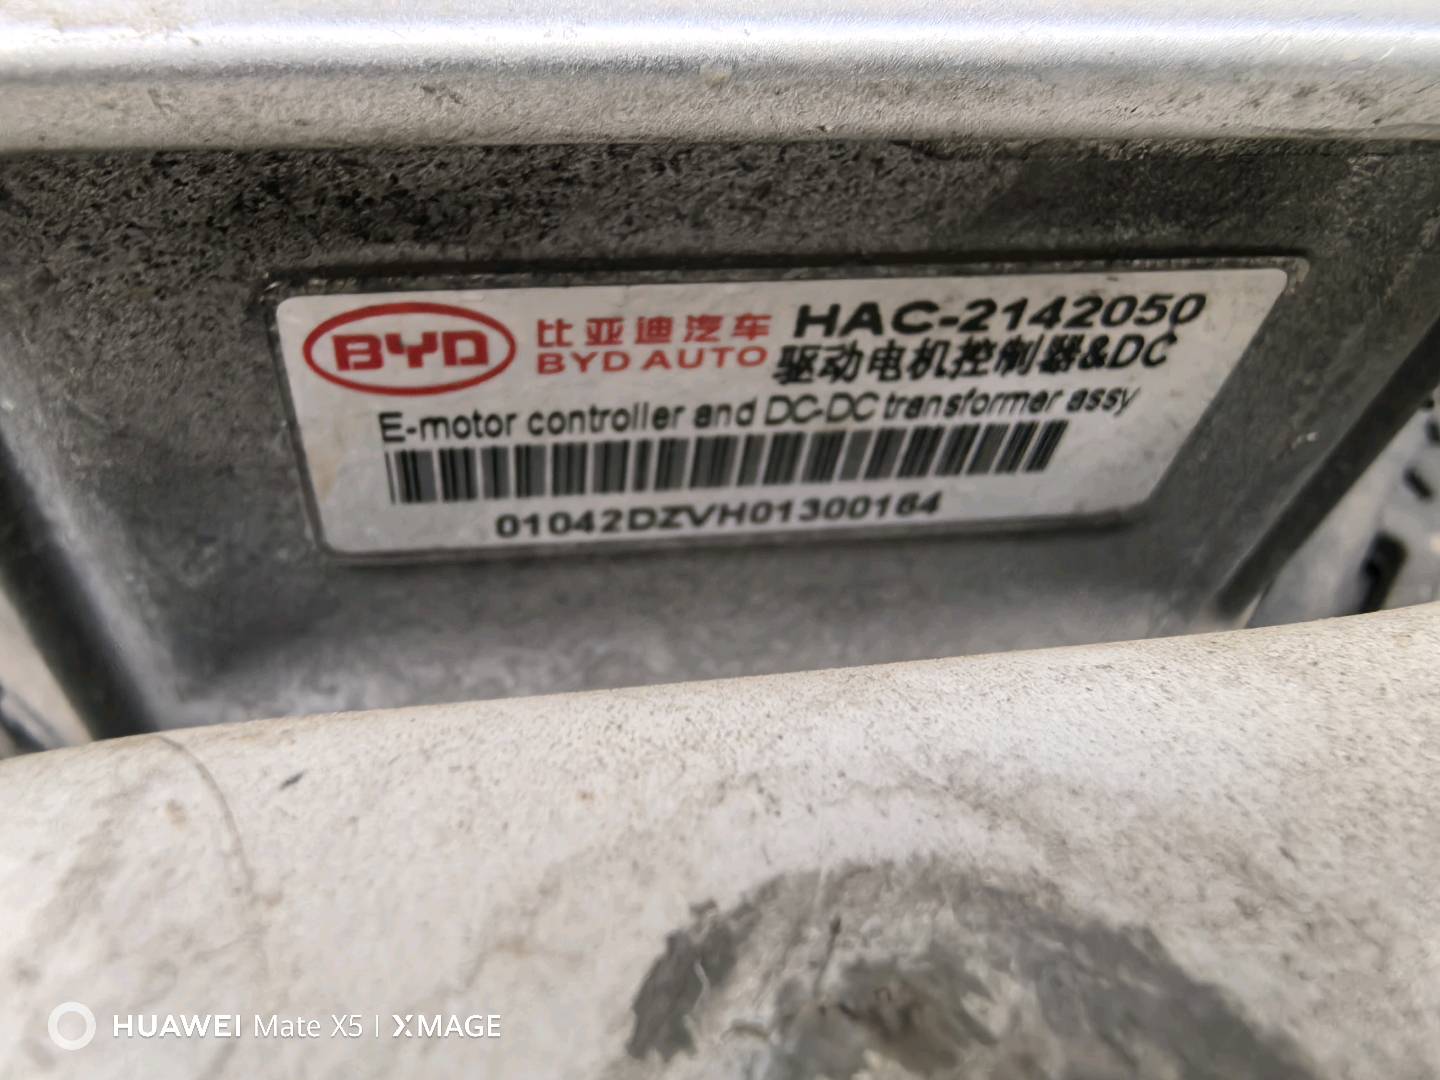 BYD
比亚迪汽车
BYD AUTO
HAC-2142050
驱动电机控制器&DC
E-motor controller and DC-DC transformer assy
01042DZVH01300164
HUAWEI Mate X5 | XMAGE